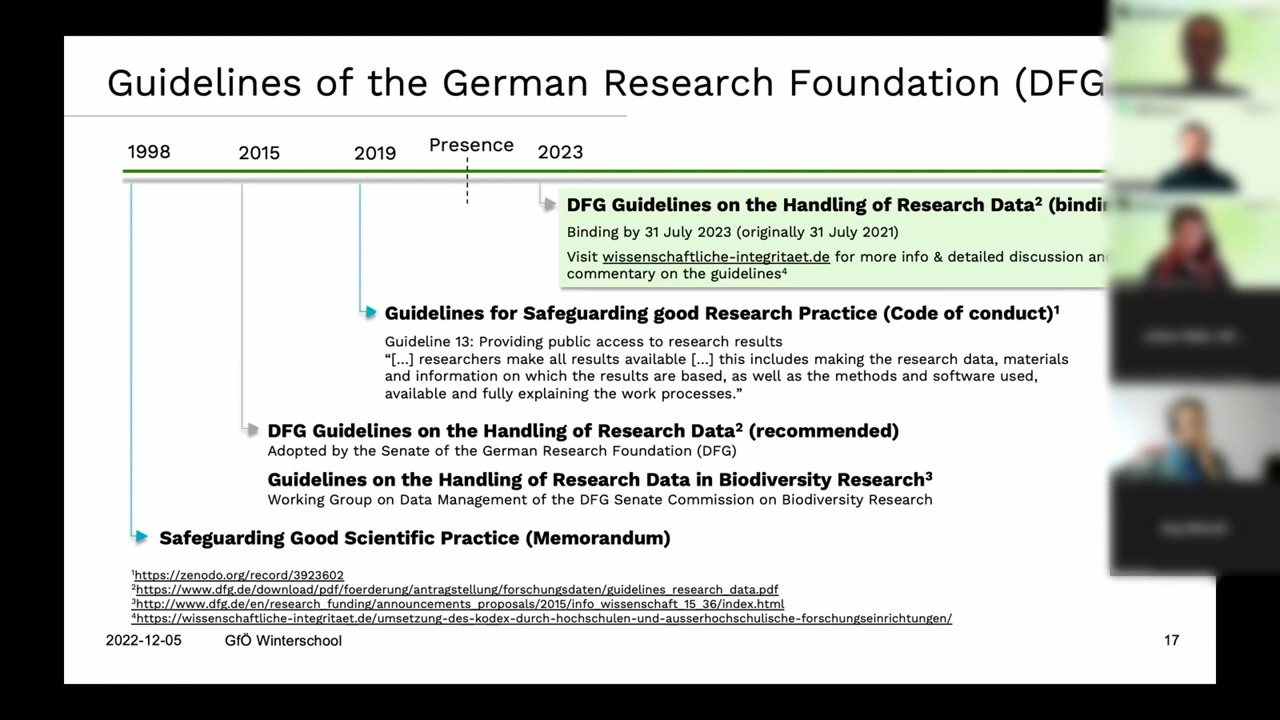 Guidelines of the German Research Foundation (DFG
1998
2015
2019
Presence
2023
DFG Guidelines on the Handling of Research Data²
Binding by 31 July 2023 (originally 31 July 2021)
Visit wissenschaftliche-integritaet.de for more info & detailed discussion
commentary on the guidelines⁴
Guidelines for Safeguarding good Research Practice (Code of conduct)¹
Guideline 13: Providing public access to research results
“[...] researchers make all results available [...] this includes making the research data, materials
and information on which the results are based, as well as the methods and software used,
available and fully explaining the work processes.”
DFG Guidelines on the Handling of Research Data² (recommended)
Adopted by the Senate of the German Research Foundation (DFG)
Guidelines on the Handling of Research Data in Biodiversity Research³
Working Group on Data Management of the DFG Senate Commission on Biodiversity Research
Safeguarding Good Scientific Practice (Memorandum)
¹https://zenodo.org/record/3923602
²https://www.dfg.de/download/pdf/foerderung/antragstellung/forschungsdaten/guidelines_research_data.pdf
³http://www.dfg.de/en/research_funding/announcements_proposals/2015/info_wissenschaft_15_36/index.html
⁴https://wissenschaftliche-integritaet.de/umsetzung-des-kodex-durch-hochschulen-und-ausserhochschulische-forschungseinrichtungen/
2022-12-05
GfÖ Winterschool
17